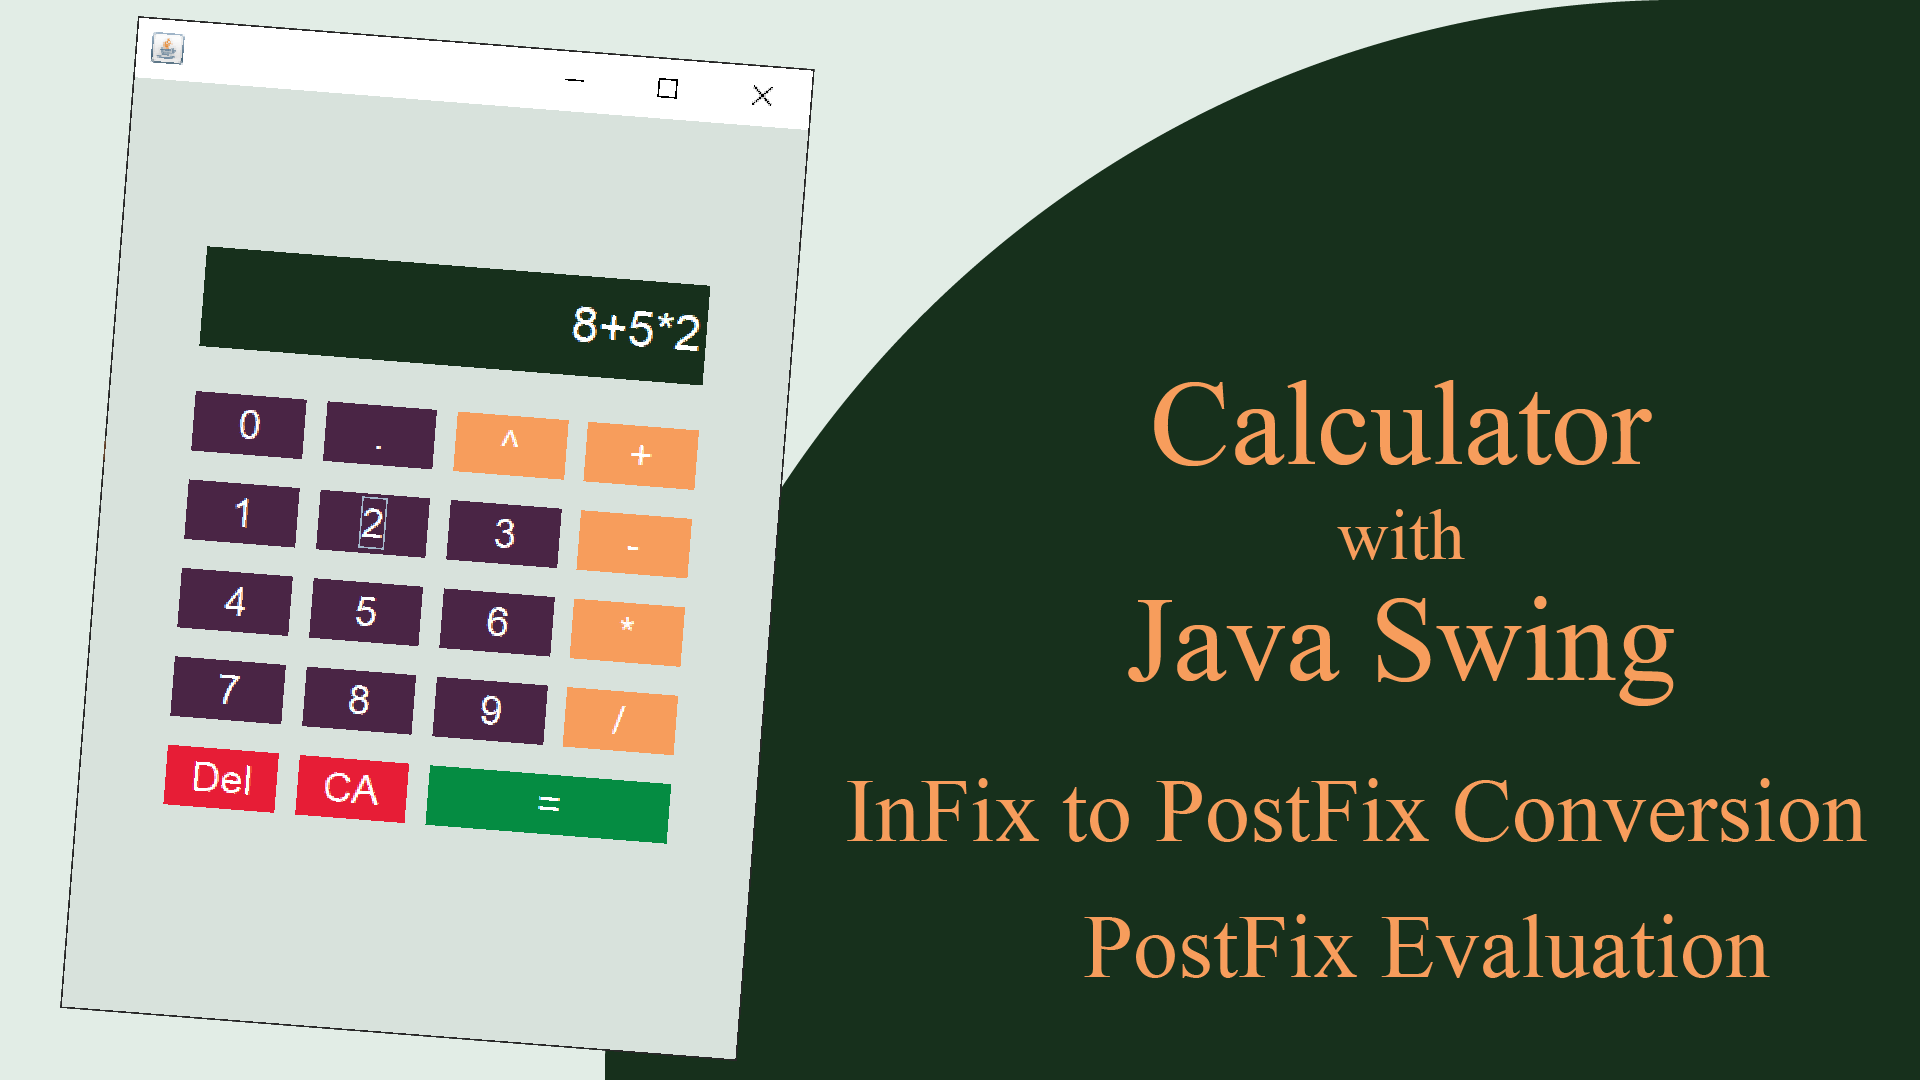 8+5*2
0 . ^ +
1 2 3 -
4 5 6 *
7 8 9 /
Del CA =
Calculator
with
Java Swing
InFix to PostFix Conversion
PostFix Evaluation